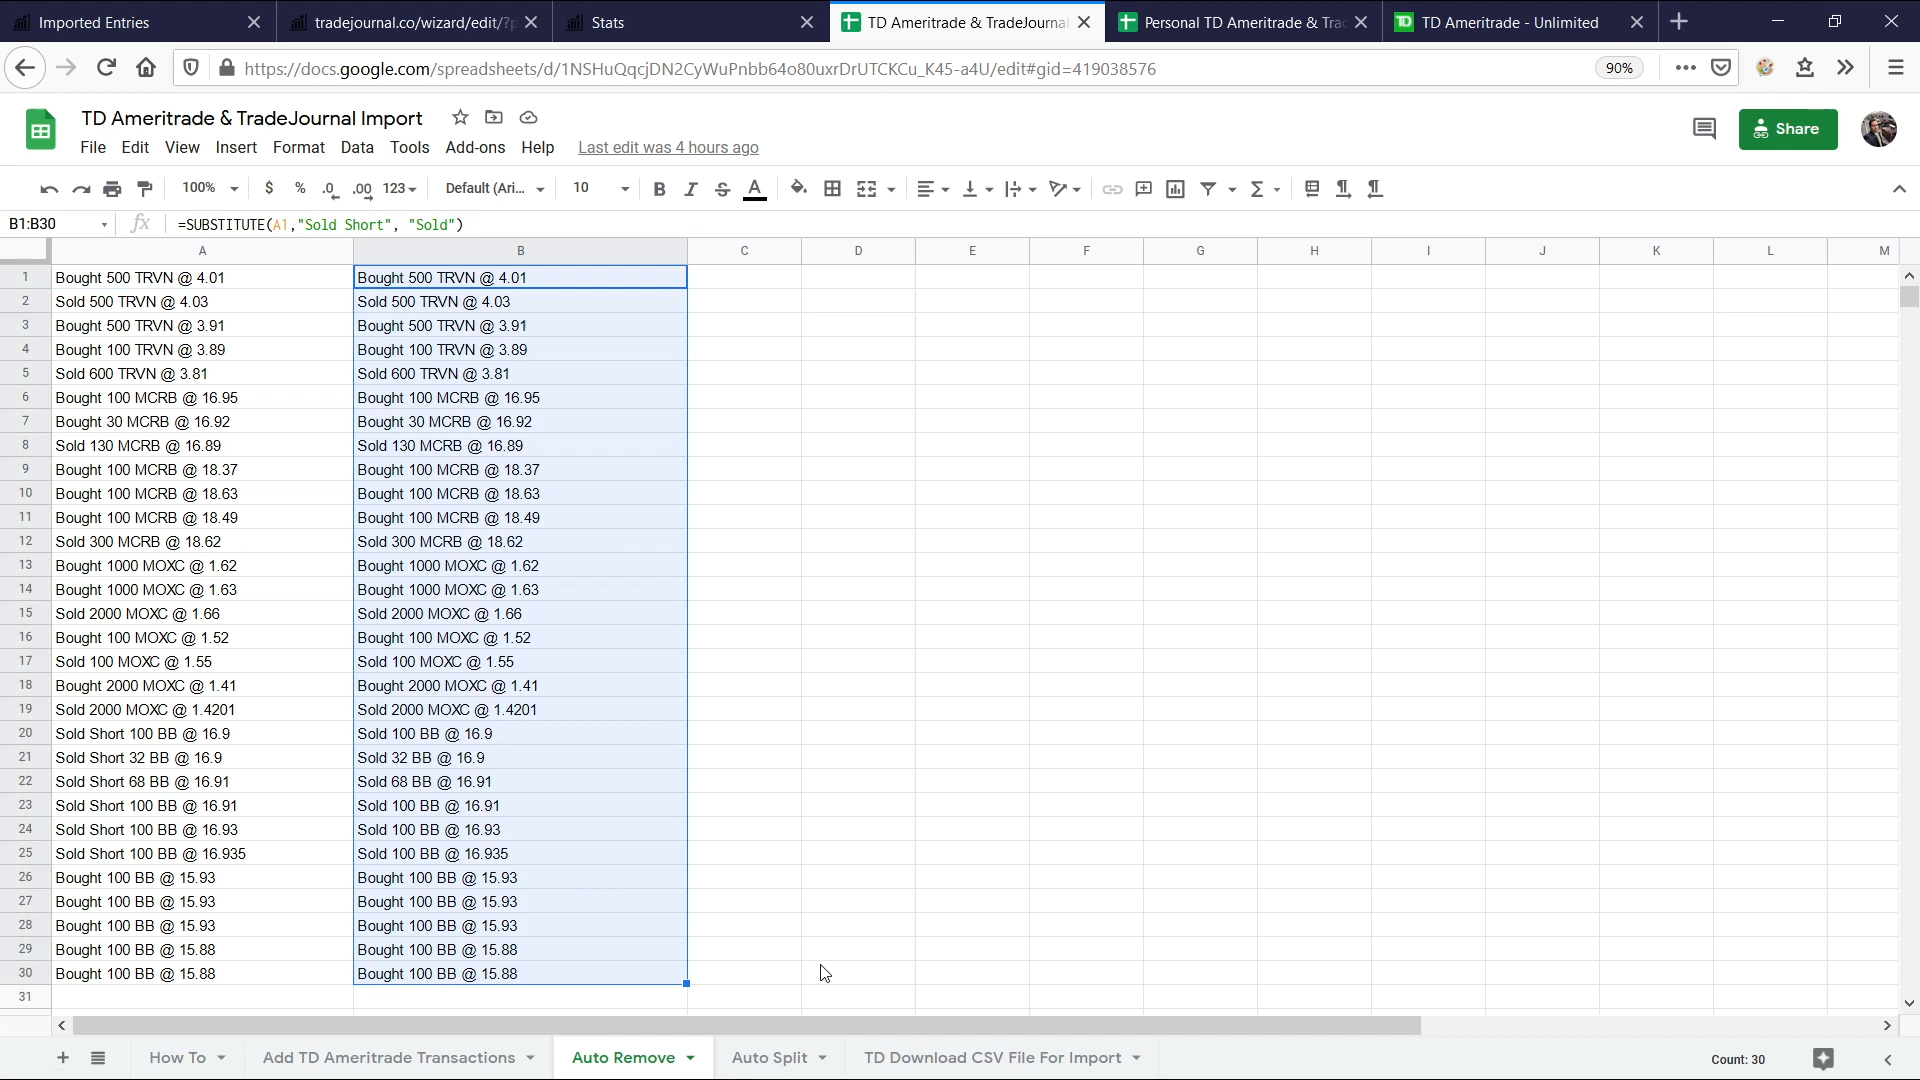 Imported Entries
tradejournal.co/wizard/edit/?
Stats
TD Ameritrade & TradeJournal
Personal TD Ameritrade & Tra
TD Ameritrade - Unlimited
https://docs.google.com/spreadsheets/d/1NSHuQqcjDN2CyWuPnbb64o80uxrDrUTCKCu_K45-a4U/edit#gid=419038576
90%
TD Ameritrade & TradeJournal Import
File Edit View Insert Format Data Tools Add-ons Help Last edit was 4 hours ago
Share
100% $ % .0 .00 123 Default (Ari... 10 B I S A
B1:B30 fx =SUBSTITUTE(A1,"Sold Short", "Sold")
A B C D E F G H I J K L M
1 Bought 500 TRVN @ 4.01 Bought 500 TRVN @ 4.01
2 Sold 500 TRVN @ 4.03 Sold 500 TRVN @ 4.03
3 Bought 500 TRVN @ 3.91 Bought 500 TRVN @ 3.91
4 Bought 100 TRVN @ 3.89 Bought 100 TRVN @ 3.89
5 Sold 600 TRVN @ 3.81 Sold 600 TRVN @ 3.81
6 Bought 100 MCRB @ 16.95 Bought 100 MCRB @ 16.95
7 Bought 30 MCRB @ 16.92 Bought 30 MCRB @ 16.92
8 Sold 130 MCRB @ 16.89 Sold 130 MCRB @ 16.89
9 Bought 100 MCRB @ 18.37 Bought 100 MCRB @ 18.37
10 Bought 100 MCRB @ 18.63 Bought 100 MCRB @ 18.63
11 Bought 100 MCRB @ 18.49 Bought 100 MCRB @ 18.49
12 Sold 300 MCRB @ 18.62 Sold 300 MCRB @ 18.62
13 Bought 1000 MOXC @ 1.62 Bought 1000 MOXC @ 1.62
14 Bought 1000 MOXC @ 1.63 Bought 1000 MOXC @ 1.63
15 Sold 2000 MOXC @ 1.66 Sold 2000 MOXC @ 1.66
16 Bought 100 MOXC @ 1.52 Bought 100 MOXC @ 1.52
17 Sold 100 MOXC @ 1.55 Sold 100 MOXC @ 1.55
18 Bought 2000 MOXC @ 1.41 Bought 2000 MOXC @ 1.41
19 Sold 2000 MOXC @ 1.4201 Sold 2000 MOXC @ 1.4201
20 Sold Short 100 BB @ 16.9 Sold 100 BB @ 16.9
21 Sold Short 32 BB @ 16.9 Sold 32 BB @ 16.9
22 Sold Short 68 BB @ 16.91 Sold 68 BB @ 16.91
23 Sold Short 100 BB @ 16.91 Sold 100 BB @ 16.91
24 Sold Short 100 BB @ 16.93 Sold 100 BB @ 16.93
25 Sold Short 100 BB @ 16.935 Sold 100 BB @ 16.935
26 Bought 100 BB @ 15.93 Bought 100 BB @ 15.93
27 Bought 100 BB @ 15.93 Bought 100 BB @ 15.93
28 Bought 100 BB @ 15.93 Bought 100 BB @ 15.93
29 Bought 100 BB @ 15.88 Bought 100 BB @ 15.88
30 Bought 100 BB @ 15.88 Bought 100 BB @ 15.88
31
How To Add TD Ameritrade Transactions Auto Remove Auto Split TD Download CSV File For Import Count: 30